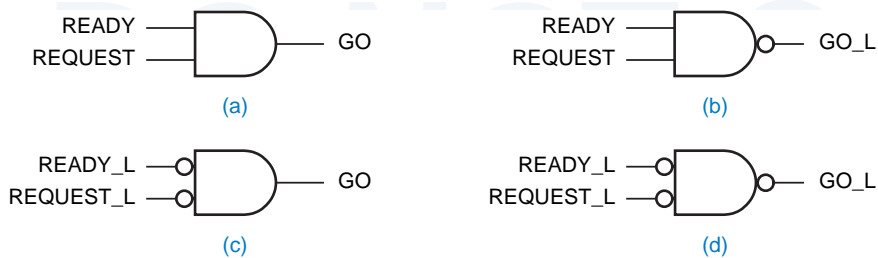 READY
REQUEST
GO
(a)
READY
REQUEST
GO_L
(b)
READY_L
REQUEST_L
GO
(c)
READY_L
REQUEST_L
GO_L
(d)